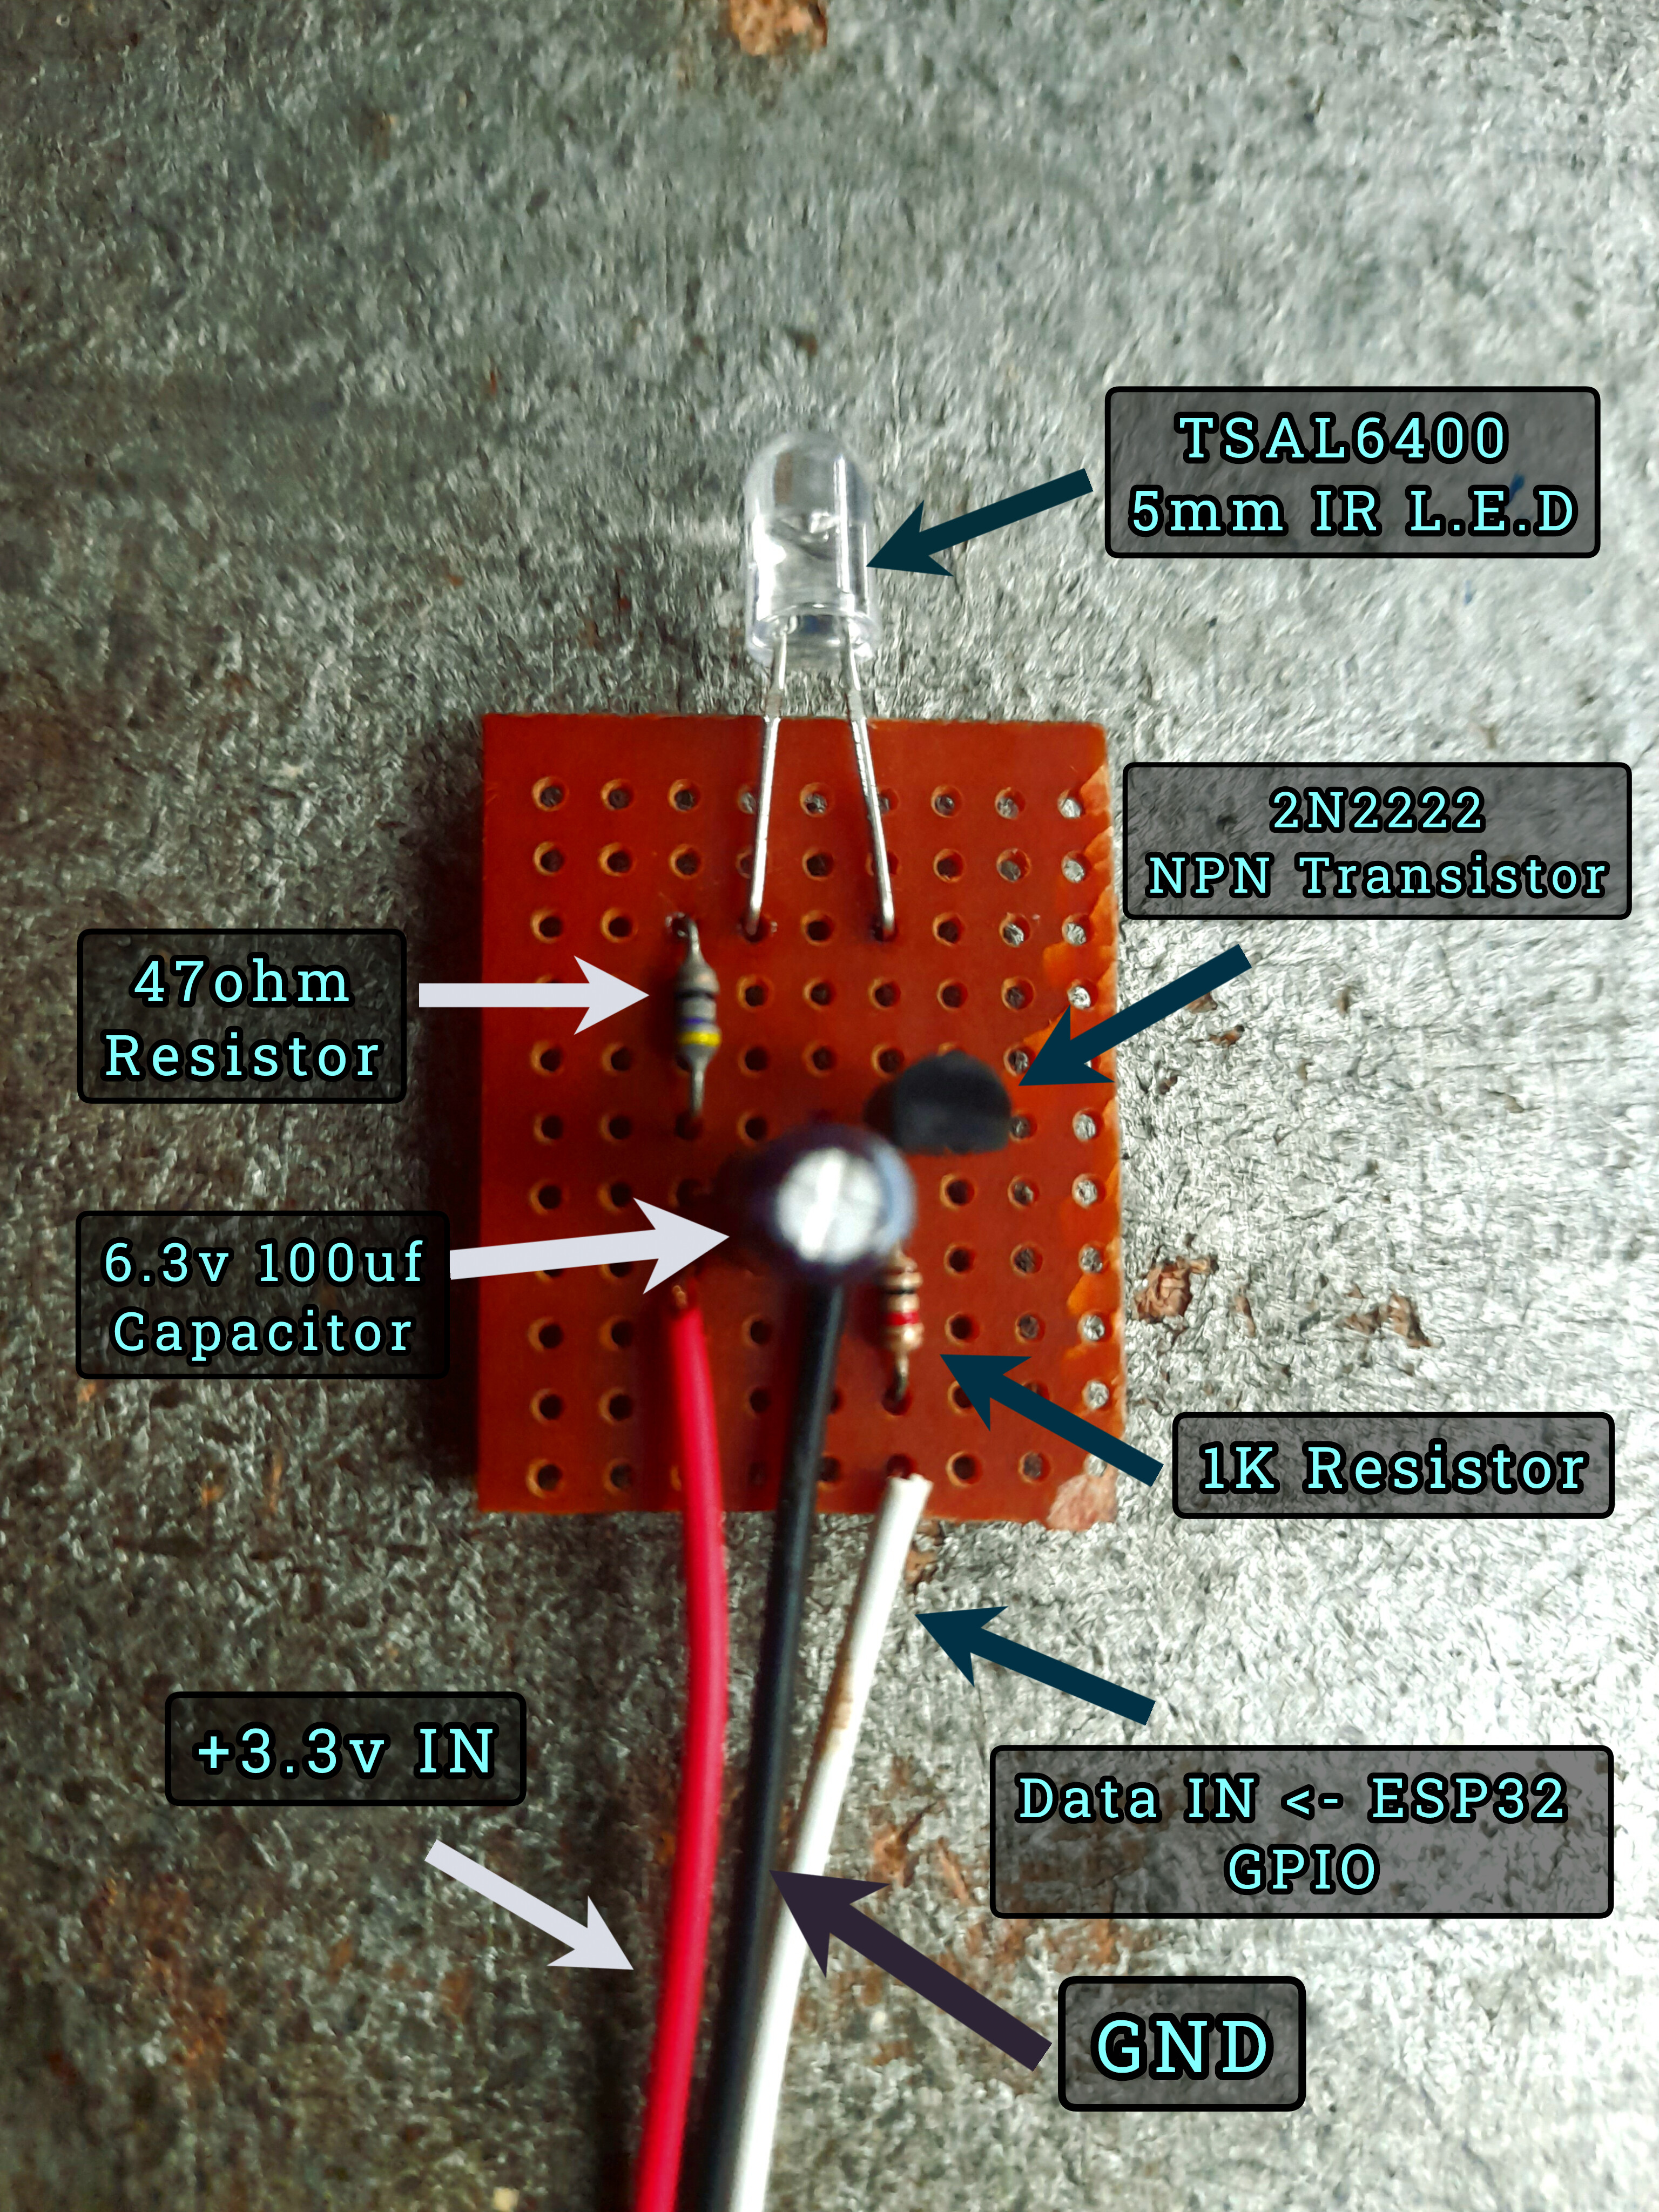 TSAL6400
5mm IR L.E.D
2N2222
NPN Transistor
47ohm
Resistor
6.3v 100uf
Capacitor
1K Resistor
+3.3v IN
Data IN <- ESP32
GPIO
GND